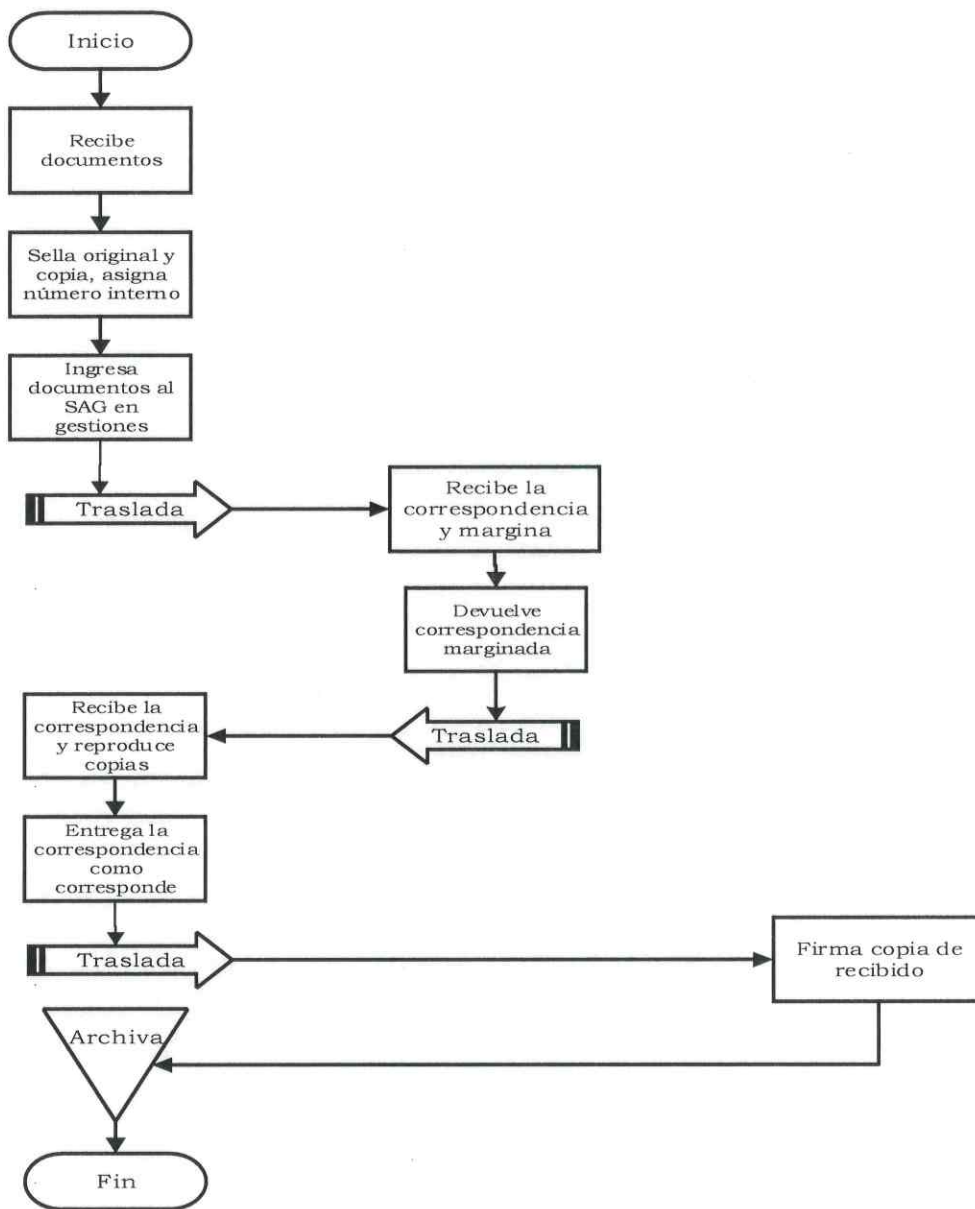 Inicio
Recibe
documentos
Sella original y
copia, asigna
número interno
Ingresa
documentos al
SAG en
gestiones
Traslada
Recibe la
correspondencia
y margina
Devuelve
correspondencia
marginada
Traslada
Recibe la
correspondencia
y reproduce
copias
Entrega la
correspondencia
como
corresponde
Traslada
Firma copia de
recibido
Archiva
Fin